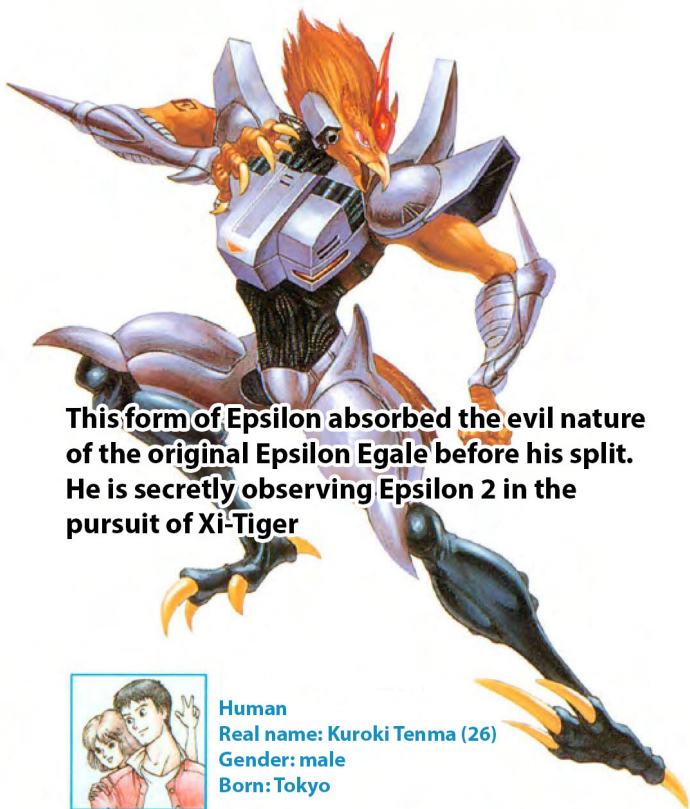 This form of Epsilon absorbed the evil nature
of the original Epsilon Egale before his split.
He is secretly observing Epsilon 2 in the
pursuit of Xi-Tiger
Human
Real name: Kuroki Tenma (26)
Gender: male
Born: Tokyo